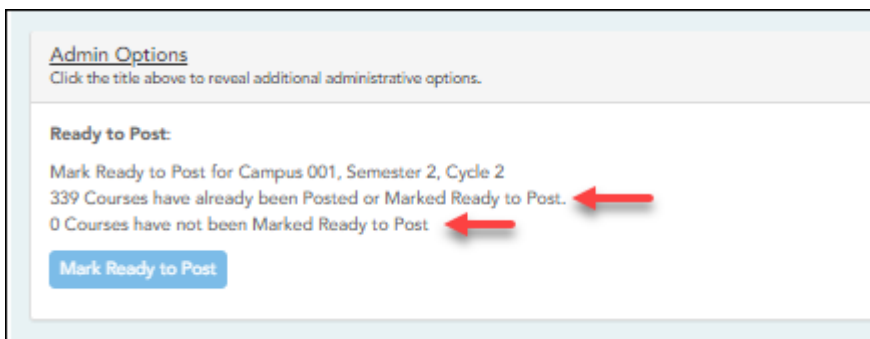 Admin Options
Click the title above to reveal additional administrative options.
Ready to Post:
Mark Ready to Post for Campus 001, Semester 2, Cycle 2
339 Courses have already been Posted or Marked Ready to Post.
0 Courses have not been Marked Ready to Post
Mark Ready to Post